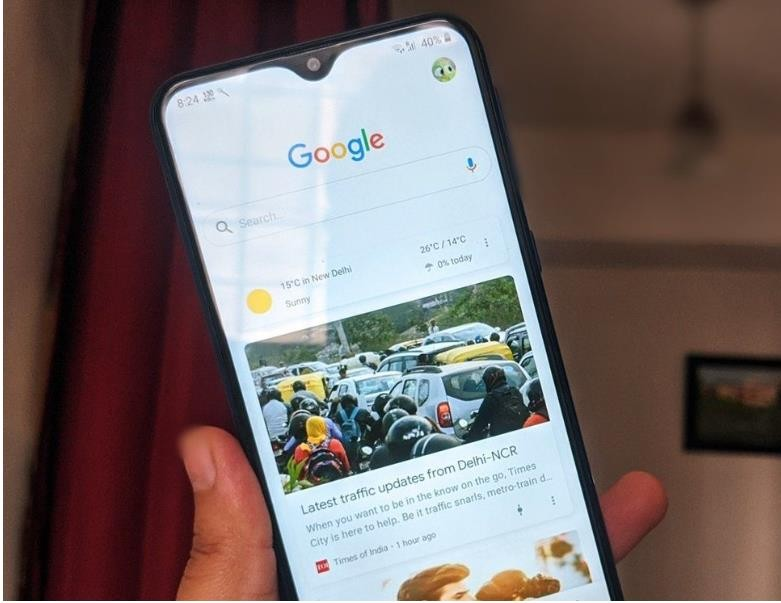 8:24
40%
Google
Search...
26°C / 14°C
15°C in New Delhi
0% today
Sunny
Latest traffic updates from Delhi-NCR
When you want to be in the know on the go, Times
City is here to help. Be it traffic snarls, metro-train d...
TOI Times of India · 1 hour ago